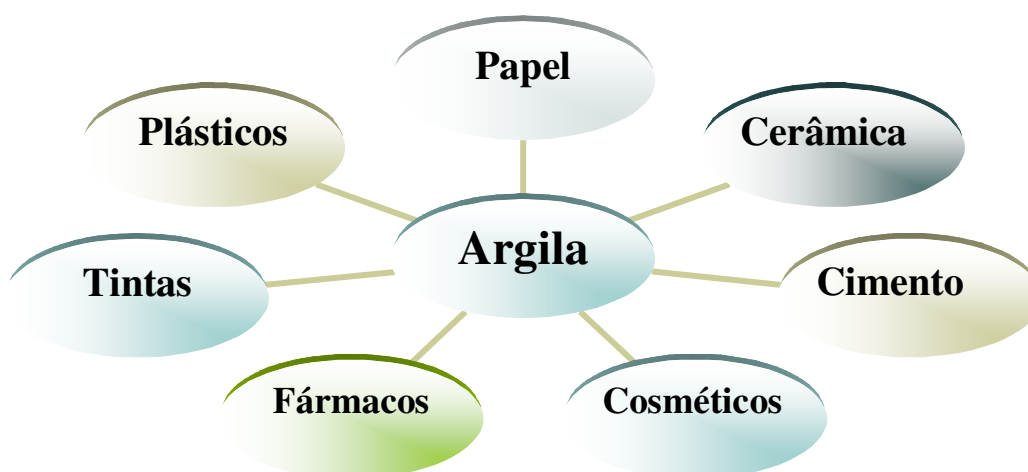 Papel
Plásticos
Cerâmica
Argila
Tintas
Cimento
Fármacos
Cosméticos